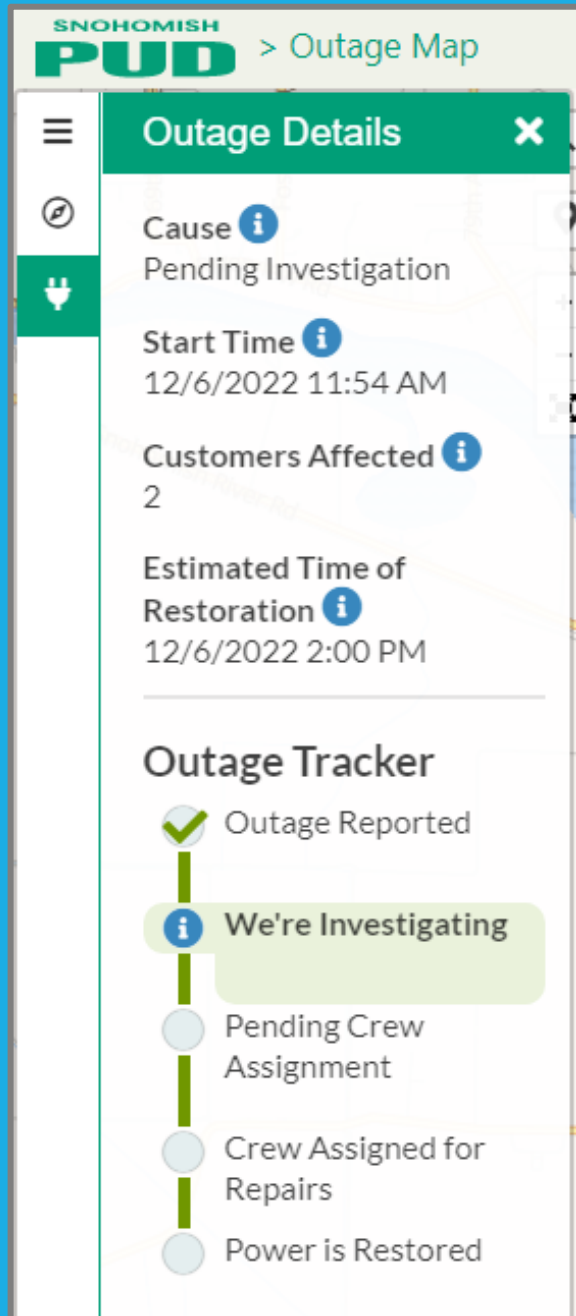 SNOHOMISH
PUD > Outage Map
Outage Details
Cause
Pending Investigation
Start Time
12/6/2022 11:54 AM
Customers Affected
2
Estimated Time of
Restoration
12/6/2022 2:00 PM
Outage Tracker
Outage Reported
We're Investigating
Pending Crew
Assignment
Crew Assigned for
Repairs
Power is Restored